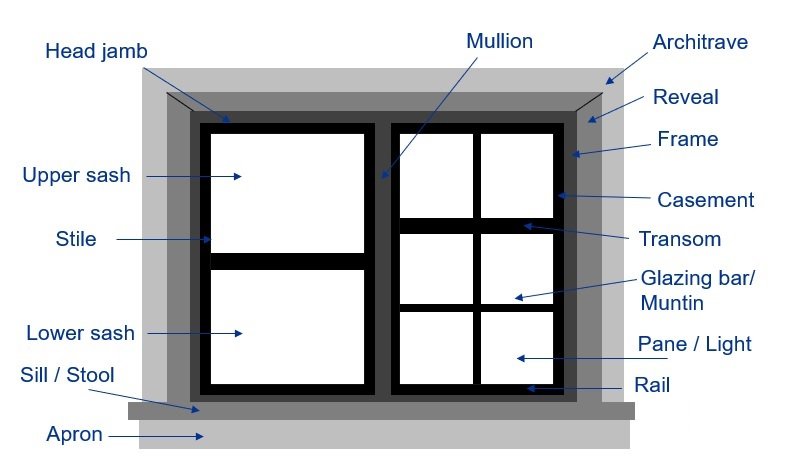 Head jamb
Mullion
Architrave
Reveal
Frame
Upper sash
Casement
Stile
Transom
Glazing bar/
Muntin
Lower sash
Pane / Light
Sill / Stool
Rail
Apron